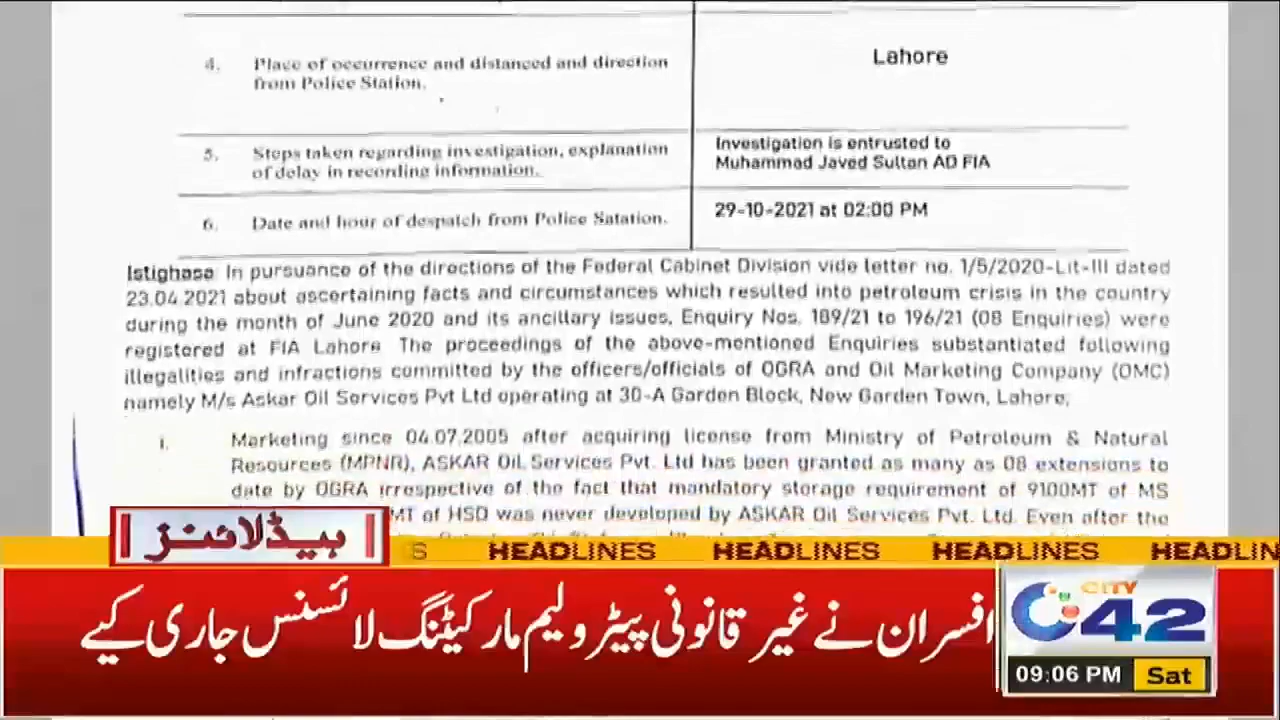 4. Place of occurrence and distanced and direction
from Police Station.
Lahore
5. Steps taken regarding investigation, explanation
of delay in recording information.
Investigation is entrusted to
Muhammad Javed Sultan AD FIA
6. Date and hour of despatch from Police Satation.
29-10-2021 at 02:00 PM
Istighasa: In pursuance of the directions of the Federal Cabinet Division vide letter no. 1/5/2020-Lit-III dated
23.04.2021 about ascertaining facts and circumstances which resulted into petroleum crisis in the country
during the month of June 2020 and its ancillary issues, Enquiry Nos. 189/21 to 196/21 (08 Enquiries) were
registered at FIA Lahore. The proceedings of the above-mentioned Enquiries substantiated following
illegalities and infractions committed by the officers/officials of OGRA and Oil Marketing Company (OMC)
namely M/s Askar Oil Services Pvt Ltd operating at 30-A Garden Block, New Garden Town, Lahore;
i. Marketing since 04.07.2005 after acquiring license from Ministry of Petroleum & Natural
Resources (MPNR), ASKAR Oil Services Pvt. Ltd has been granted as many as 08 extensions to
date by OGRA irrespective of the fact that mandatory storage requirement of 9100MT of MS
MT of HSD was never developed by ASKAR Oil Services Pvt. Ltd. Even after the
ہیڈلائنز
S HEADLINES HEADLINES HEADLINES HEADLIN
افسران نے غیر قانونی پیٹرولیم مارکیٹنگ لائسنس جاری کیے
CITY
42
09:06 PM Sat